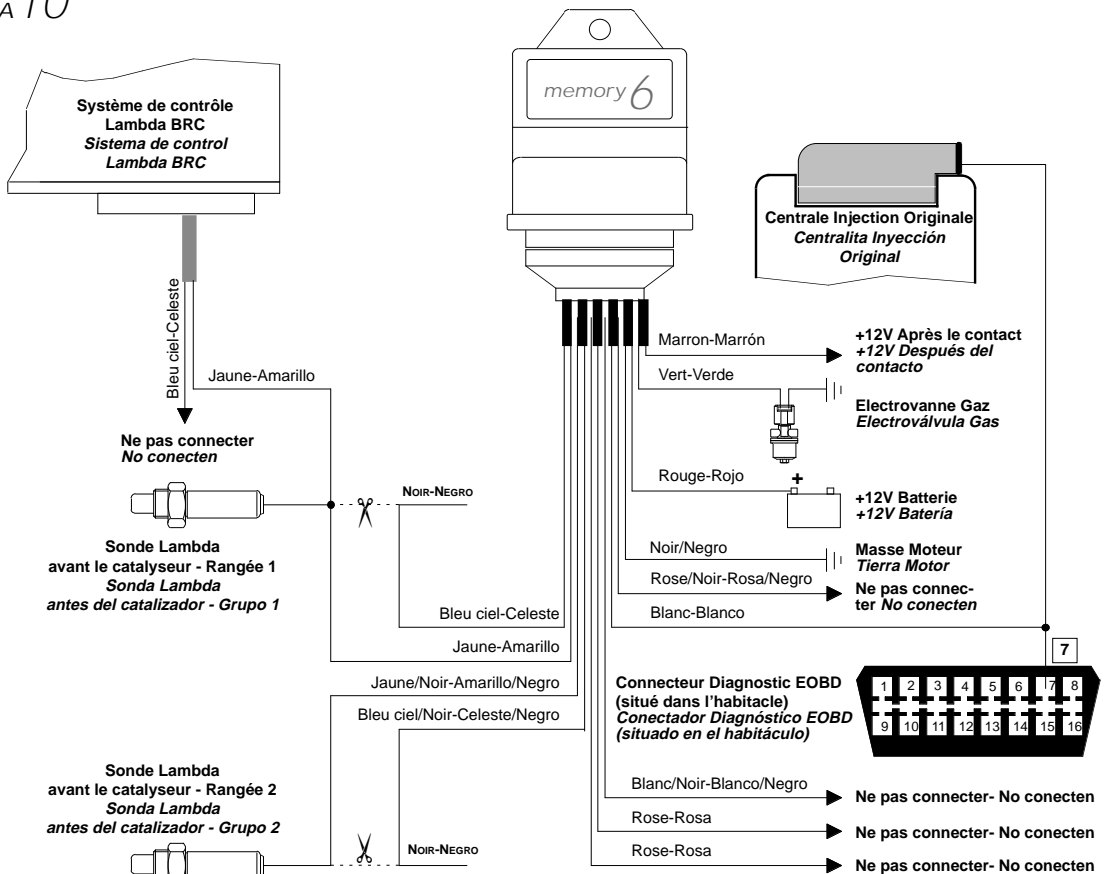 A 10
Système de contrôle
Lambda BRC
Sistema de control
Lambda BRC
memory 6
Centrale Injection Originale
Centralita Inyección
Original
Bleu ciel-Celeste
Jaune-Amarillo
Ne pas connecter
No conecten
Marron-Marrón
+12V Après le contact
+12V Después del
contacto
Vert-Verde
Electrovanne Gaz
Electroválvula Gas
Rouge-Rojo
+
+12V Batterie
+12V Batería
NOIR-NEGRO
Sonde Lambda
avant le catalyseur - Rangée 1
Sonda Lambda
antes del catalizador - Grupo 1
Noir/Negro
Masse Moteur
Tierra Motor
Rose/Noir-Rosa/Negro
Ne pas connec-
ter No conecten
Bleu ciel-Celeste
Blanc-Blanco
Jaune-Amarillo
7
Jaune/Noir-Amarillo/Negro
Bleu ciel/Noir-Celeste/Negro
Connecteur Diagnostic EOBD
(situé dans l'habitacle)
Conectador Diagnóstico EOBD
(situado en el habitáculo)
1 2 3 4 5 6 7 8
9 10 11 12 13 14 15 16
Sonde Lambda
avant le catalyseur - Rangée 2
Sonda Lambda
antes del catalizador - Grupo 2
NOIR-NEGRO
Blanc/Noir-Blanco/Negro
Ne pas connecter- No conecten
Rose-Rosa
Ne pas connecter- No conecten
Rose-Rosa
Ne pas connecter- No conecten